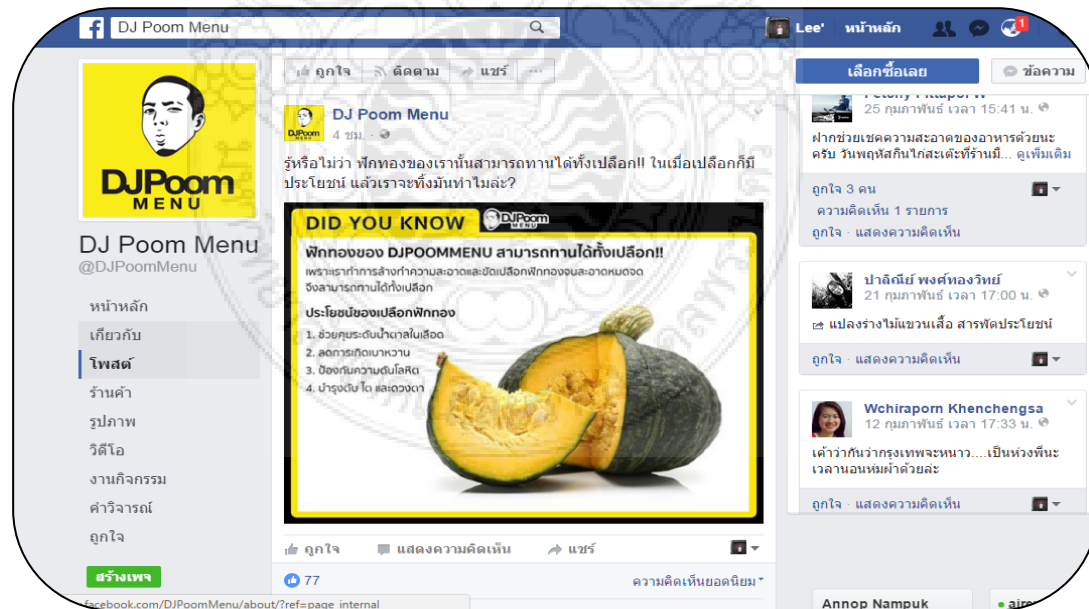 DJ Poom Menu
Lee'
หน้าหลัก
1
DJPoom
MENU
DJ Poom Menu
@DJPoomMenu
หน้าหลัก
เกี่ยวกับ
โพสต์
ร้านค้า
รูปภาพ
วิดีโอ
งานกิจกรรม
คำวิจารณ์
ถูกใจ
สร้างเพจ
facebook.com/DJPoomMenu/about/?ref=page_internal
ถูกใจ ติดตาม แชร์ ...
DJ Poom Menu
4 ชม.
รู้หรือไม่ว่า ฟักทองของเรานั้นสามารถทานได้ทั้งเปลือก!! ในเมื่อเปลือกก็มี
ประโยชน์ แล้วเราจะทิ้งมันทำไมล่ะ?
DID YOU KNOW DJPoom MENU
ฟักทองของ DJPOOMMENU สามารถทานได้ทั้งเปลือก!!
เพราะเราทำการล้างทำความสะอาดและขัดเปลือกฟักทองจนสะอาดหมดจด
จึงสามารถทานได้ทั้งเปลือก
ประโยชน์ของเปลือกฟักทอง
1. ช่วยคุมระดับน้ำตาลในเลือด
2. ลดการเกิดเบาหวาน
3. ป้องกันความดันโลหิต
4. บำรุงตับ ไต และดวงตา
ถูกใจ แสดงความคิดเห็น แชร์
77 ความคิดเห็นยอดนิยม
เลือกซื้อเลย ข้อความ
25 กุมภาพันธ์ เวลา 15:41 น.
ฝากช่วยเชคความสะอาดของอาหารด้วยนะ
ครับ วันพฤหัสกินไก่สะเต๊ะที่ร้านมี... ดูเพิ่มเติม
ถูกใจ 3 คน
ความคิดเห็น 1 รายการ
ถูกใจ · แสดงความคิดเห็น
ปาลิณีย์ พงศ์ทองวิทย์
21 กุมภาพันธ์ เวลา 17:00 น.
แปลงร่างไม้แขวนเสื้อ สารพัดประโยชน์
ถูกใจ · แสดงความคิดเห็น
Wchiraporn Khenchengsa
12 กุมภาพันธ์ เวลา 17:33 น.
เค้าว่ากันว่ากรุงเทพจะหนาว....เป็นห่วงพี่นะ
เวลานอนห่มผ้าด้วยล่ะ
ถูกใจ · แสดงความคิดเห็น
Annop Nampuk